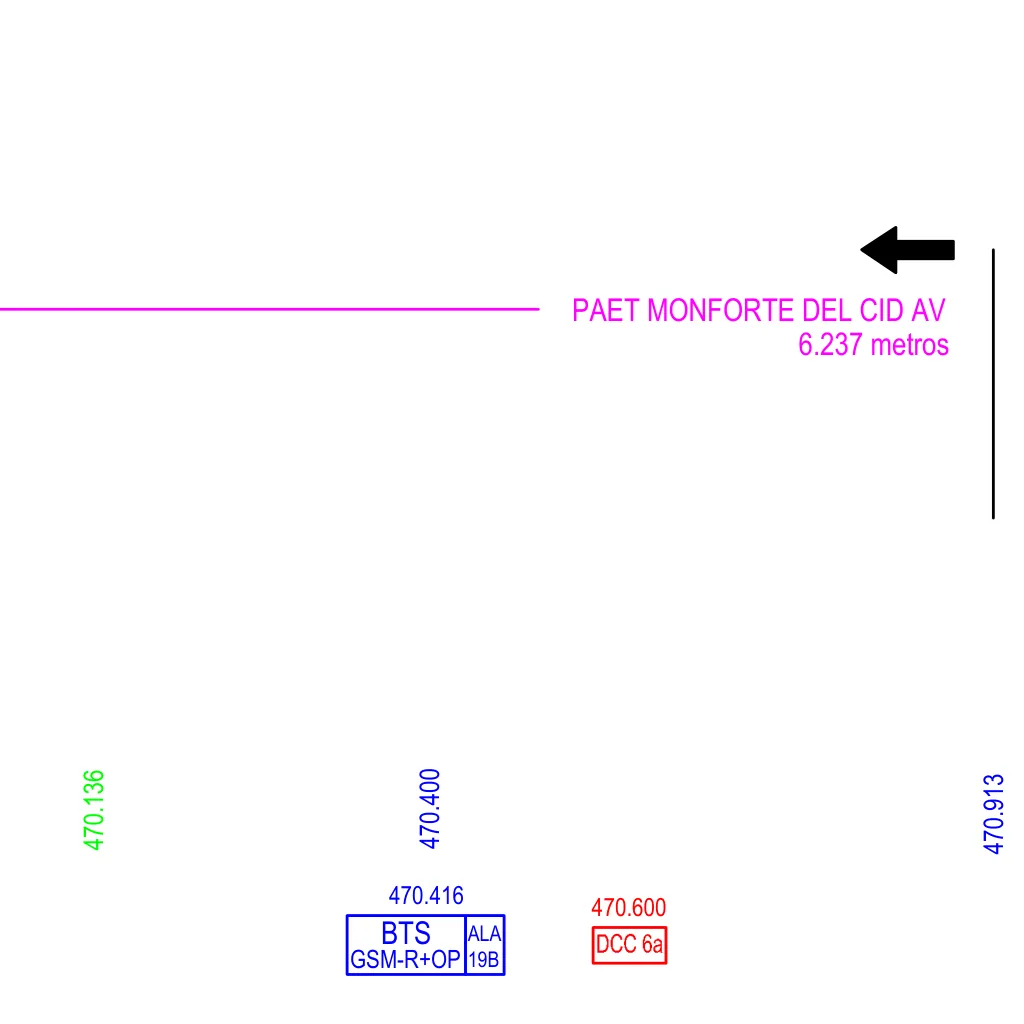 PAET MONFORTE DEL CID AV
6.237 metros
470.136
470.400
470.913
470.416
BTS
GSM-R+OP
ALA
19B
470.600
DCC 6a